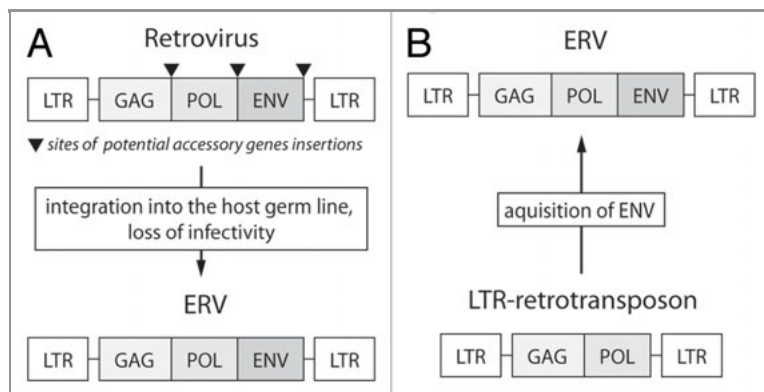 A
Retrovirus
LTR GAG POL ENV LTR
sites of potential accessory genes insertions
integration into the host germ line,
loss of infectivity
ERV
LTR GAG POL ENV LTR
B
ERV
LTR GAG POL ENV LTR
aquisition of ENV
LTR-retrotransposon
LTR GAG POL LTR